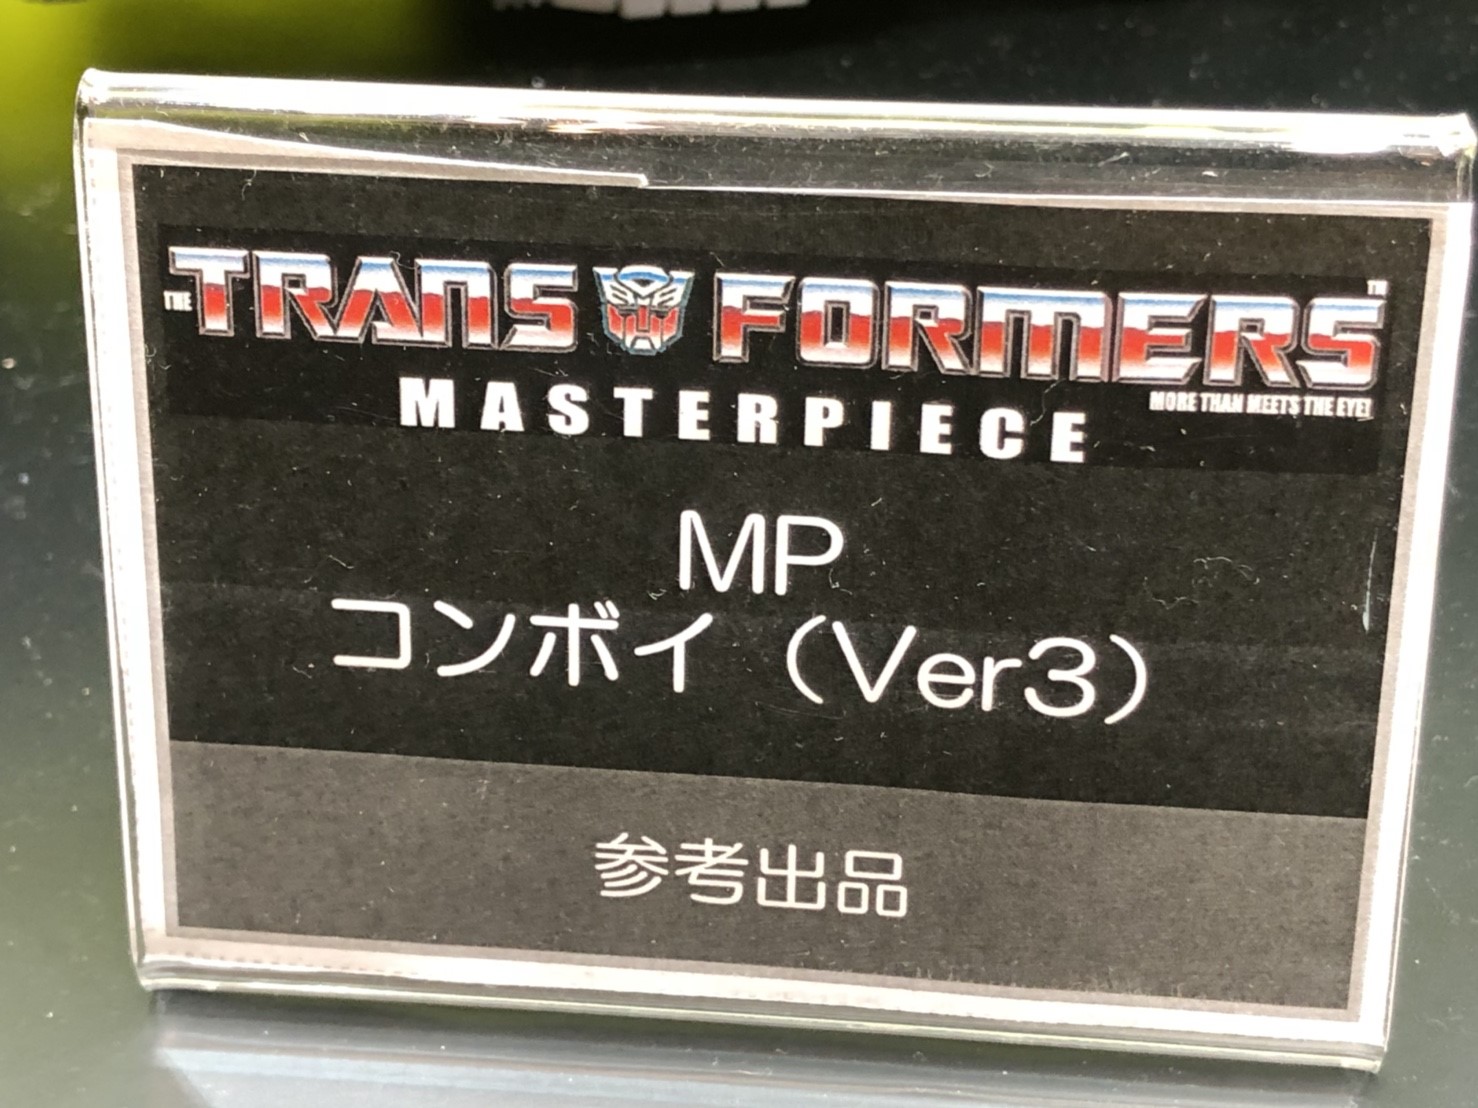 THE TRANSFORMERS TM
MORE THAN MEETS THE EYE!
MASTERPIECE
MP
コンボイ（Ver3）
参考出品